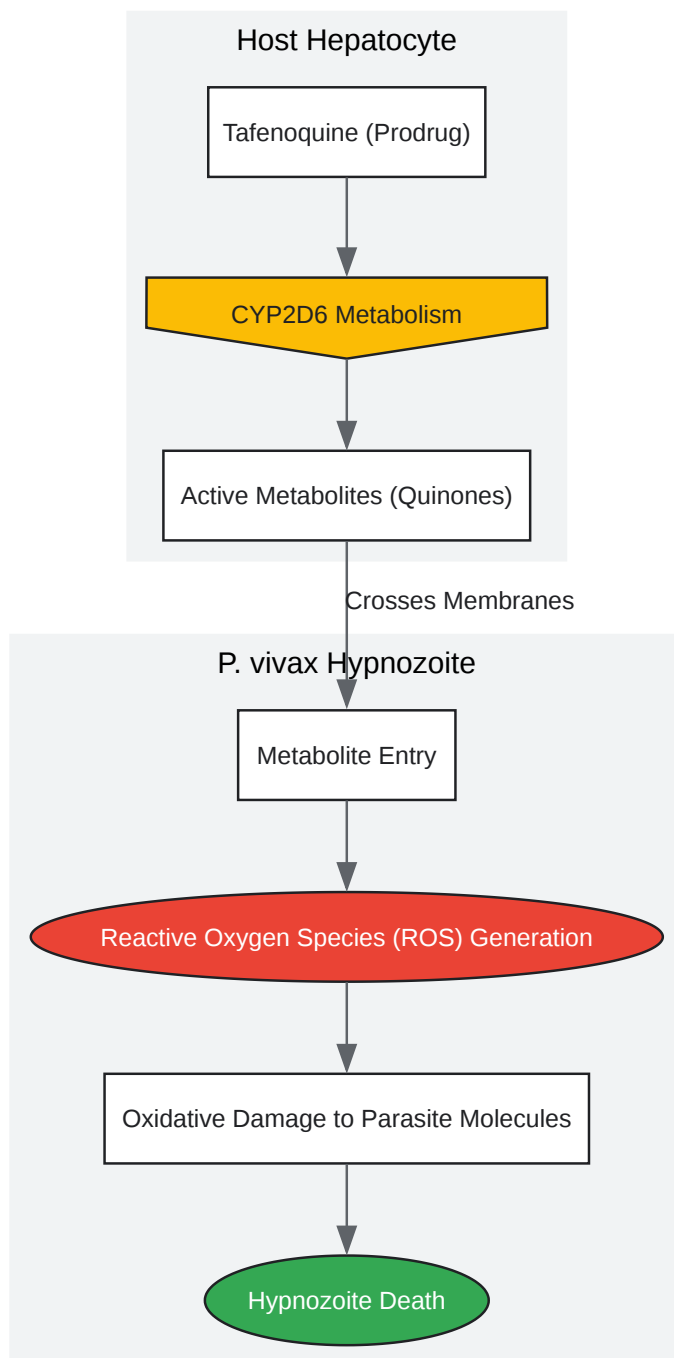 Host Hepatocyte
Tafenoquine (Prodrug)
CYP2D6 Metabolism
Active Metabolites (Quinones)
Crosses Membranes
P. vivax Hypnozoite
Metabolite Entry
Reactive Oxygen Species (ROS) Generation
Oxidative Damage to Parasite Molecules
Hypnozoite Death